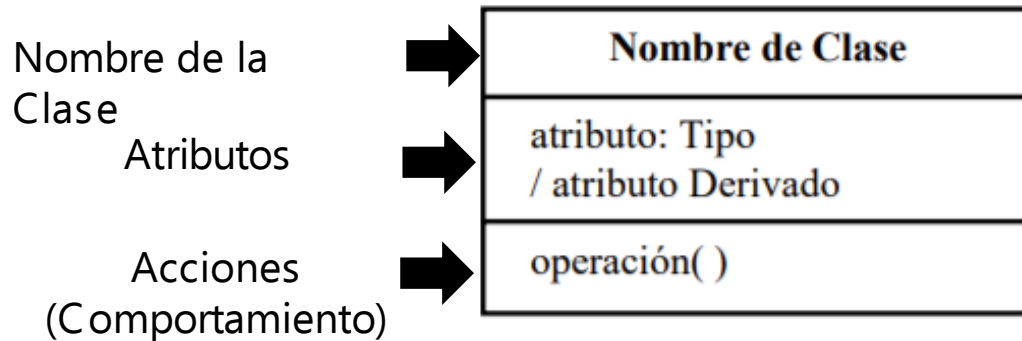 Nombre de la
Clase
Nombre de Clase
Atributos
atributo: Tipo
/ atributo Derivado
Acciones
(Comportamiento)
operación( )